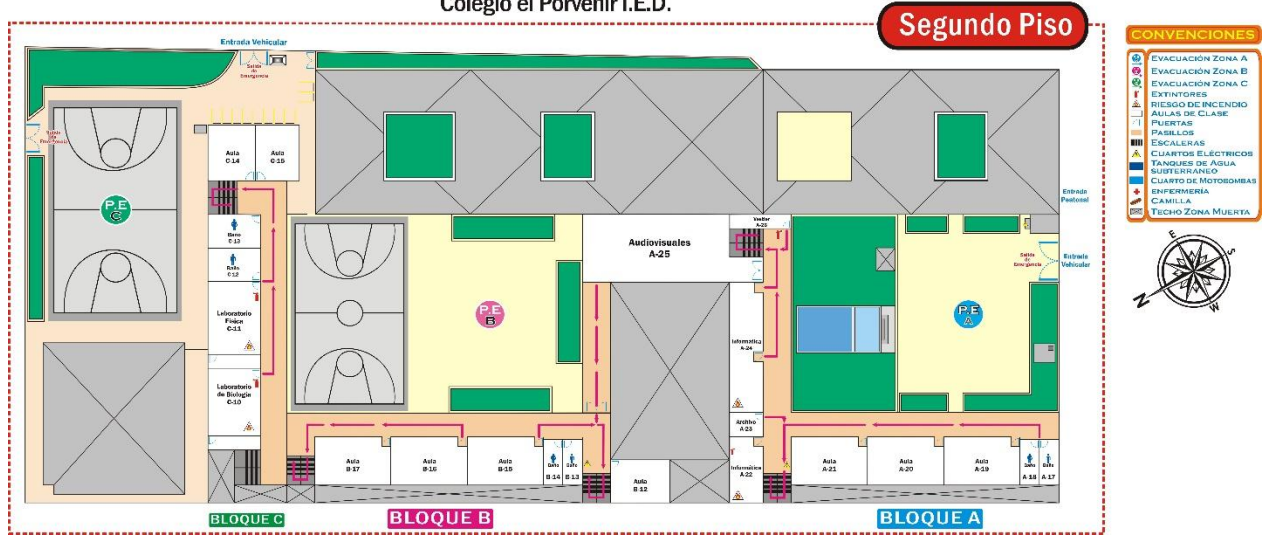 Colegio el Porvenir I.E.D.
Segundo Piso
Entrada Vehicular
Salida
de
Emergencia
Salida
de
Emergencia
P.E
C
Aula
C-14
Aula
C-15
Baño
C-13
Baño
C-12
Laboratorio
Física
C-11
Laboratorio
de Biología
C-10
P.E
B
Audiovisuales
A-25
A-26
Informática
A-24
Archivo
A-23
Informática
A-22
P.E
A
Entrada
Peatonal
Salida
de
Emergencia
Entrada
Vehicular
Aula
B-17
Aula
B-16
Aula
B-15
Baño
B-14
Baño
B-13
Aula
B-12
Aula
A-21
Aula
A-20
Aula
A-19
Baño
A-18
Baño
A-17
BLOQUE C
BLOQUE B
BLOQUE A
CONVENCIONES
EVACUACIÓN ZONA A
EVACUACIÓN ZONA B
EVACUACIÓN ZONA C
EXTINTORES
RIESGO DE INCENDIO
AULAS DE CLASE
PUERTAS
PASILLOS
ESCALERAS
CUARTOS ELÉCTRICOS
TANQUES DE AGUA
SUBTERRANEO
CUARTO DE MOTOBOMBAS
ENFERMERÍA
CAMILLA
TECHO ZONA MUERTA
E
S
N
W